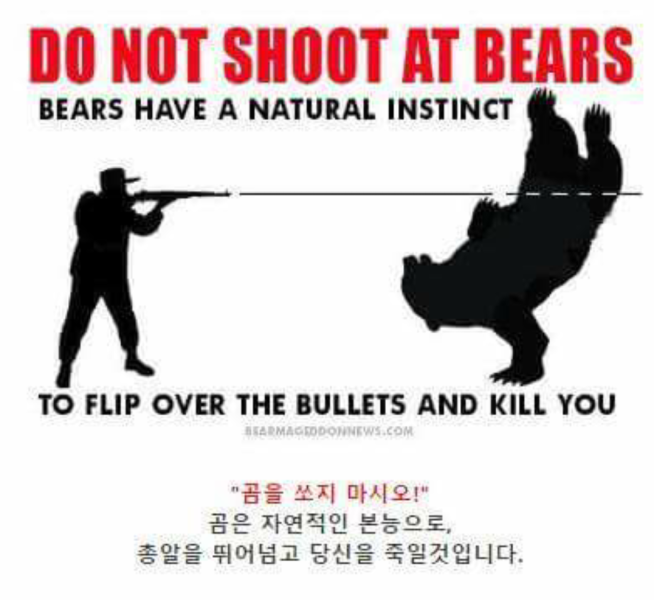 DO NOT SHOOT AT BEARS
BEARS HAVE A NATURAL INSTINCT
TO FLIP OVER THE BULLETS AND KILL YOU
BEARMAGEDDONNEWS.COM
"곰을 쏘지 마시오!"
곰은 자연적인 본능으로,
총알을 뛰어넘고 당신을 죽일것입니다.